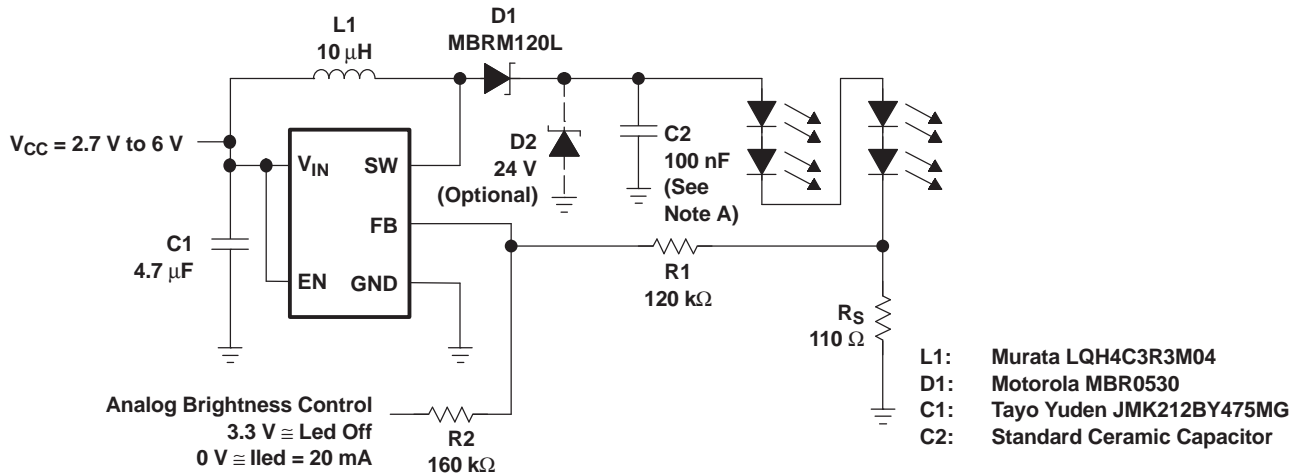 D1
MBRM120L
L1
10 μH
VCC = 2.7 V to 6 V
VIN
SW
FB
EN
GND
C1
4.7 μF
D2
24 V
(Optional)
C2
100 nF
(See
Note A)
R1
120 kΩ
RS
110 Ω
Analog Brightness Control
3.3 V ≅ Led Off
0 V ≅ Iled = 20 mA
R2
160 kΩ
L1: Murata LQH4C3R3M04
D1: Motorola MBR0530
C1: Tayo Yuden JMK212BY475MG
C2: Standard Ceramic Capacitor